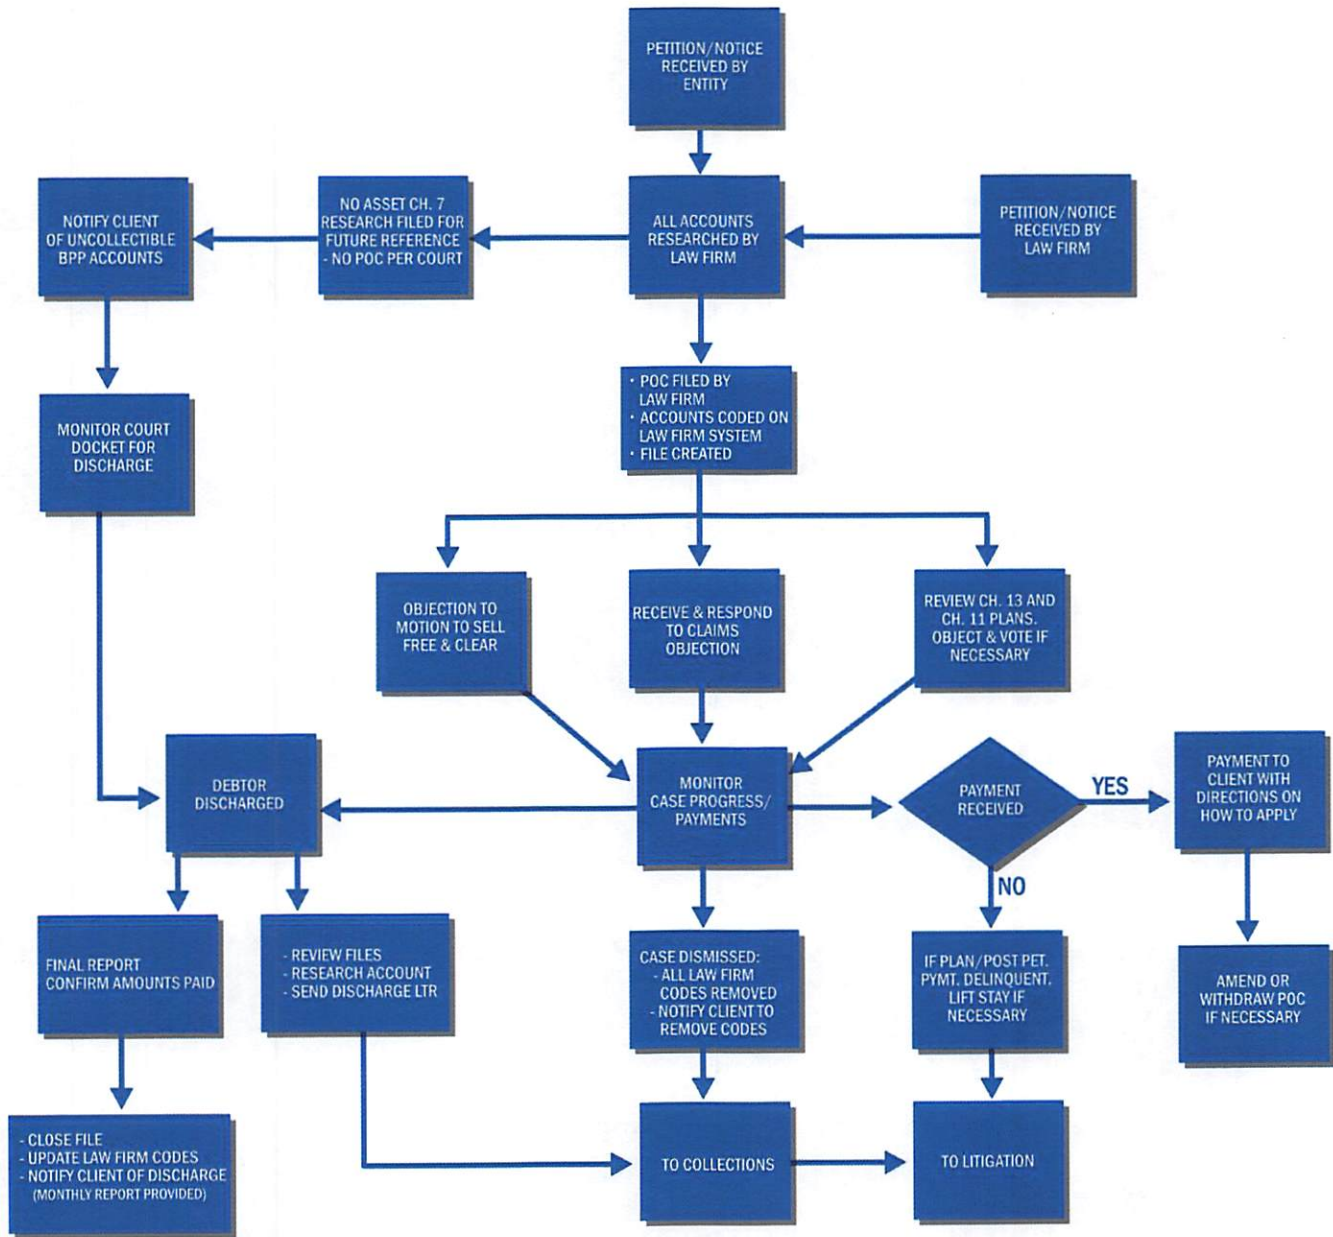 PETITION/NOTICE
RECEIVED BY
ENTITY
NOTIFY CLIENT
OF UNCOLLECTIBLE
BPP ACCOUNTS
NO ASSET CH. 7
RESEARCH FILED FOR
FUTURE REFERENCE
- NO POC PER COURT
ALL ACCOUNTS
RESEARCHED BY
LAW FIRM
PETITION/NOTICE
RECEIVED BY
LAW FIRM
MONITOR COURT
DOCKET FOR
DISCHARGE
· POC FILED BY
LAW FIRM
· ACCOUNTS CODED ON
LAW FIRM SYSTEM
· FILE CREATED
OBJECTION TO
MOTION TO SELL
FREE & CLEAR
RECEIVE & RESPOND
TO CLAIMS
OBJECTION
REVIEW CH. 13 AND
CH. 11 PLANS.
OBJECT & VOTE IF
NECESSARY
DEBTOR
DISCHARGED
MONITOR
CASE PROGRESS/
PAYMENTS
PAYMENT
RECEIVED
YES
PAYMENT TO
CLIENT WITH
DIRECTIONS ON
HOW TO APPLY
NO
FINAL REPORT
CONFIRM AMOUNTS PAID
- REVIEW FILES
- RESEARCH ACCOUNT
- SEND DISCHARGE LTR
CASE DISMISSED:
- ALL LAW FIRM
CODES REMOVED
- NOTIFY CLIENT TO
REMOVE CODES
IF PLAN/POST PET.
PYMT. DELINQUENT.
LIFT STAY IF
NECESSARY
AMEND OR
WITHDRAW POC
IF NECESSARY
- CLOSE FILE
- UPDATE LAW FIRM CODES
- NOTIFY CLIENT OF DISCHARGE
(MONTHLY REPORT PROVIDED)
TO COLLECTIONS
TO LITIGATION